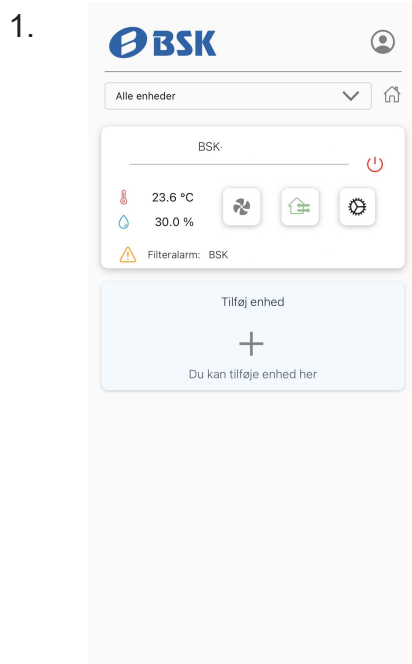 1.
BSK
Alle enheder
BSK·
23.6 °C
30.0 %
Filteralarm: BSK
Tilføj enhed
Du kan tilføje enhed her